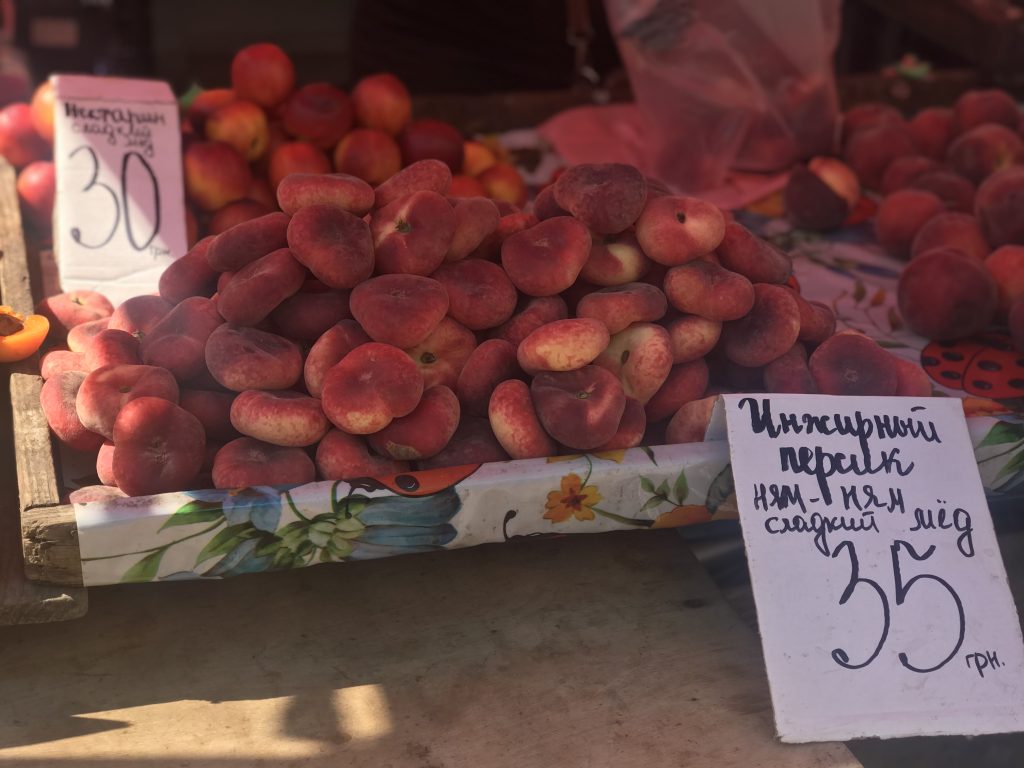 Нектарин
сладкий
мёд
30
грн
Инжирный
персик
ням-ням
сладкий мёд
35
грн.